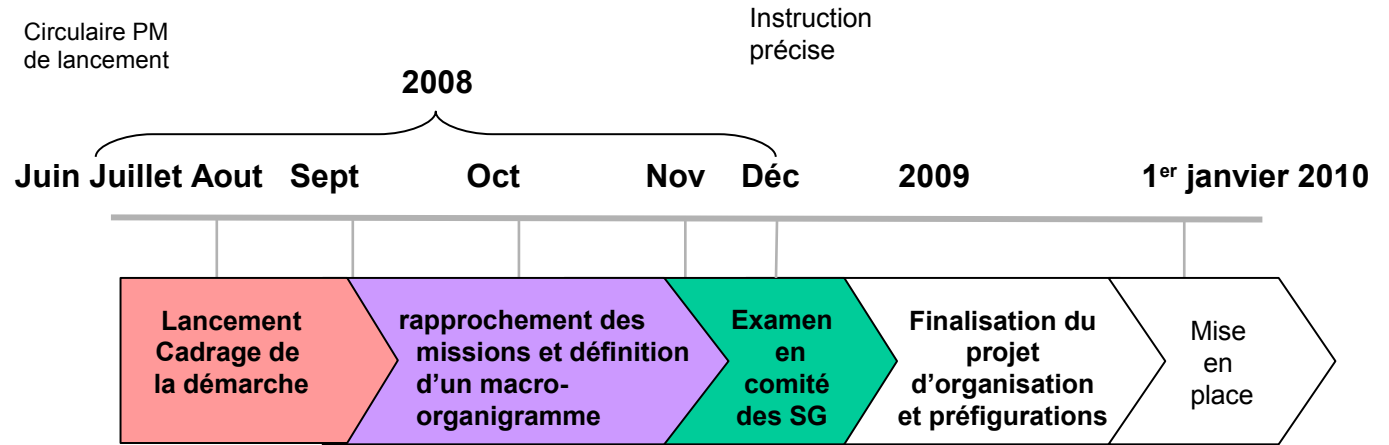 Circulaire PM
de lancement
Instruction
précise
2008
Juin Juillet Aout Sept Oct Nov Déc 2009 1er janvier 2010
Lancement
Cadrage de
la démarche
rapprochement des
missions et définition
d’un macro-
organigramme
Examen
en
comité
des SG
Finalisation du
projet
d’organisation
et préfigurations
Mise
en
place